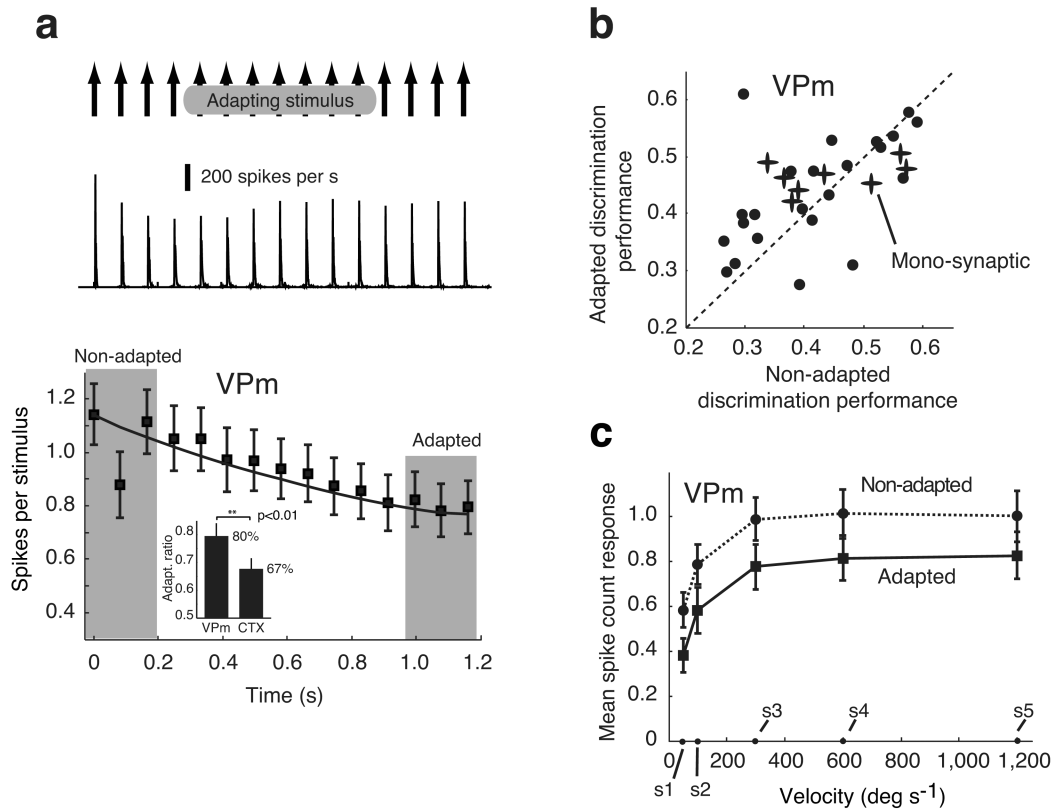 a
Adapting stimulus
200 spikes per s
Non-adapted
VPm
Adapted
Spikes per stimulus
1.2
1.0
0.8
0.6
0.4
0 0.2 0.4 0.6 0.8 1.0 1.2
Time (s)
Adapt. ratio
0.8
0.7
0.6
0.5
** p<0.01
80%
67%
VPm CTX
b
VPm
Adapted discrimination
performance
0.6
0.5
0.4
0.3
0.2
Mono-synaptic
0.2 0.3 0.4 0.5 0.6
Non-adapted
discrimination performance
c
VPm
Non-adapted
Adapted
Mean spike count response
1.0
0.8
0.6
0.4
0.2
0
s3 s4 s5
0 200 400 600 800 1,000 1,200
s1 s2
Velocity (deg s-1)